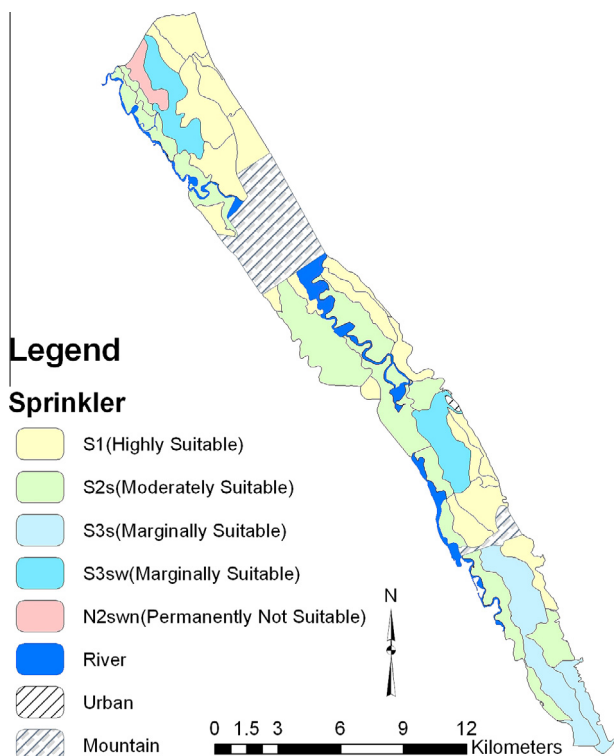 Legend
Sprinkler
S1(Highly Suitable)
S2s(Moderately Suitable)
S3s(Marginally Suitable)
S3sw(Marginally Suitable)
N2swn(Permanently Not Suitable)
River
Urban
Mountain
N
0 1.5 3 6 9 12
Kilometers